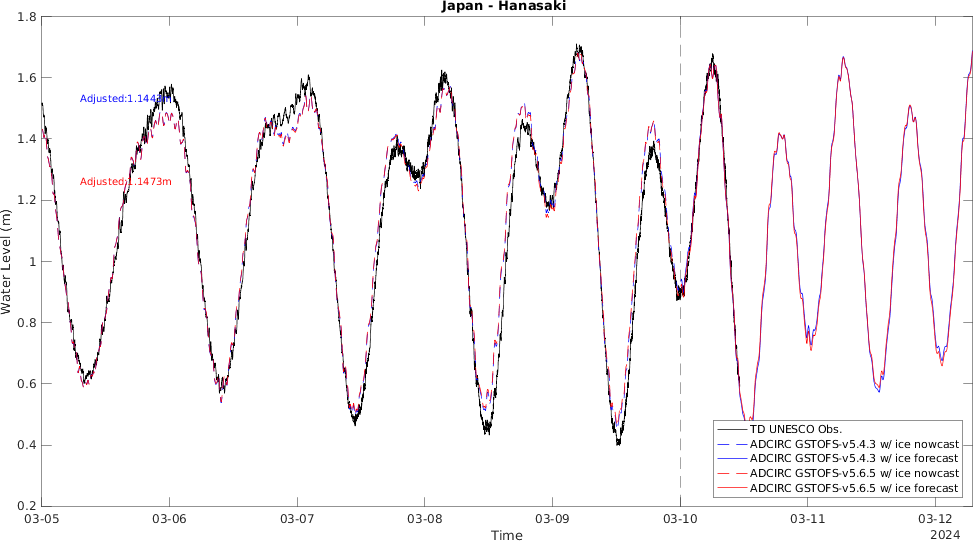 Japan - Hanasaki
1.8
1.6
1.4
1.2
1
0.8
0.6
0.4
0.2
Water Level (m)
Adjusted:1.1443m
Adjusted:1.1473m
TD UNESCO Obs.
ADCIRC GSTOFS-v5.4.3 w/ ice nowcast
ADCIRC GSTOFS-v5.4.3 w/ ice forecast
ADCIRC GSTOFS-v5.6.5 w/ ice nowcast
ADCIRC GSTOFS-v5.6.5 w/ ice forecast
03-05 03-06 03-07 03-08 03-09 03-10 03-11 03-12
Time
2024